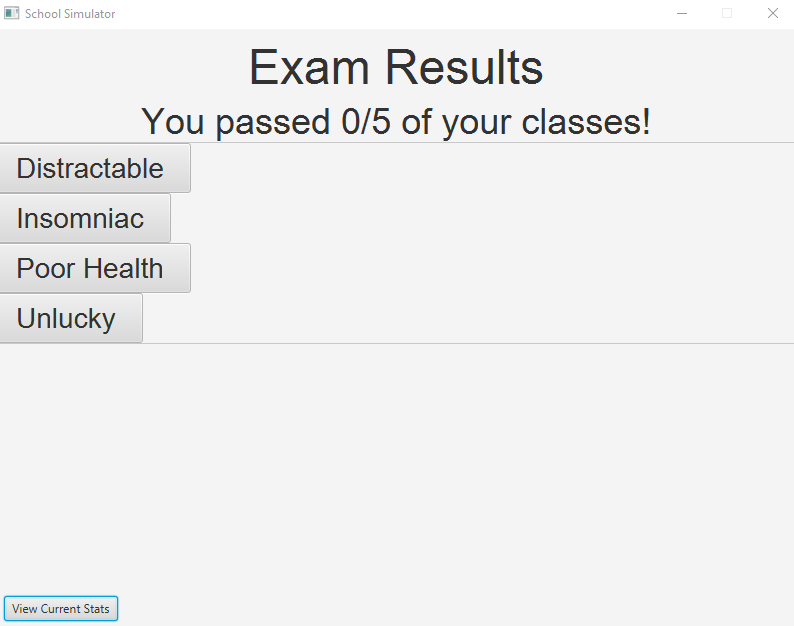 School Simulator
Exam Results
You passed 0/5 of your classes!
Distractable
Insomniac
Poor Health
Unlucky
View Current Stats